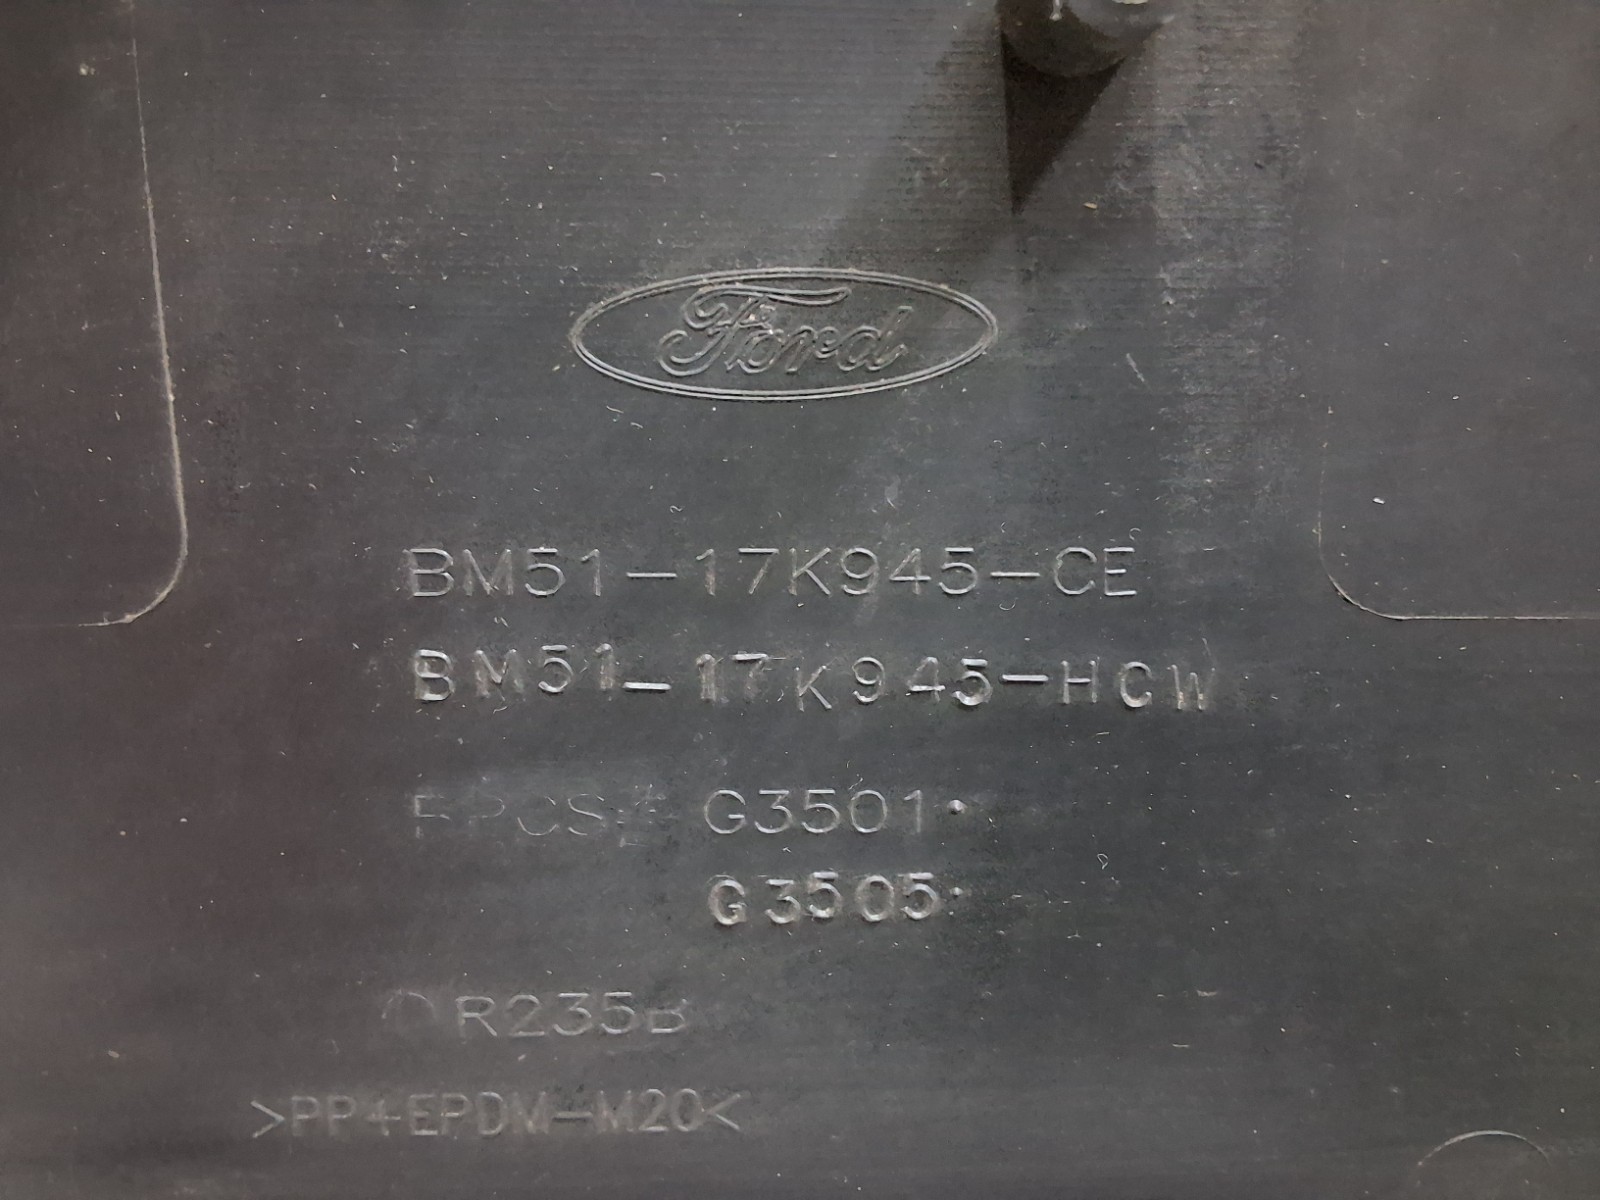 Ford
BM51-17K945-CE
BM51-17K945-HCW
G3501
G3505
R235B
>PP+EPDM-M20<